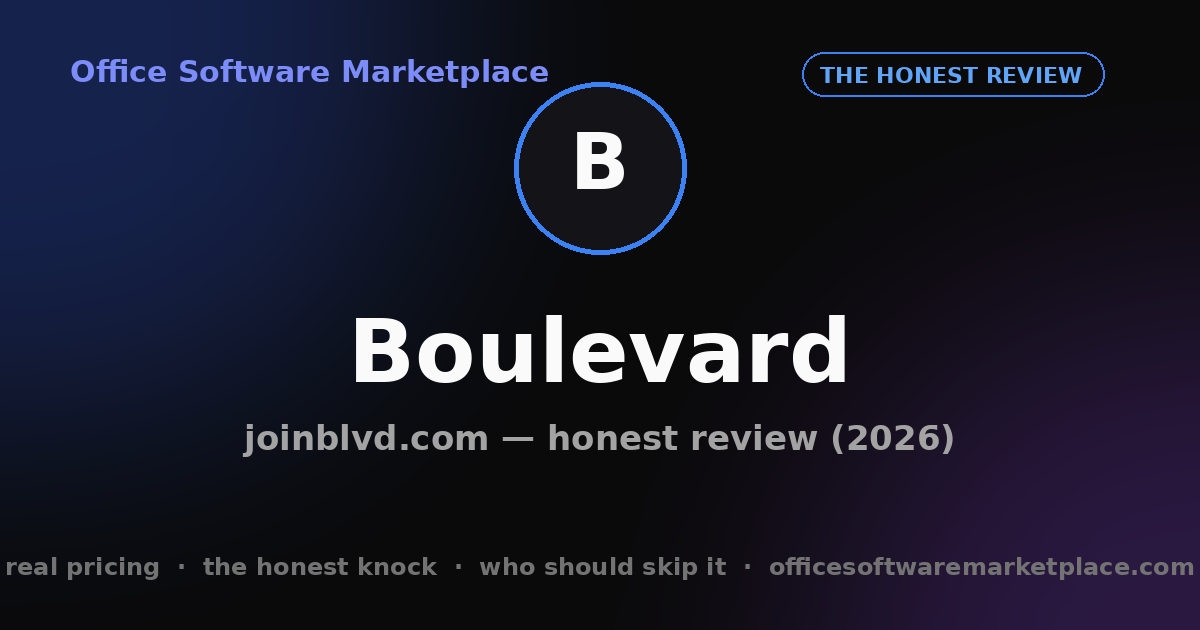 Office Software Marketplace
THE HONEST REVIEW
B
Boulevard
joinblvd.com — honest review (2026)
real pricing · the honest knock · who should skip it · officesoftwaremarketplace.com